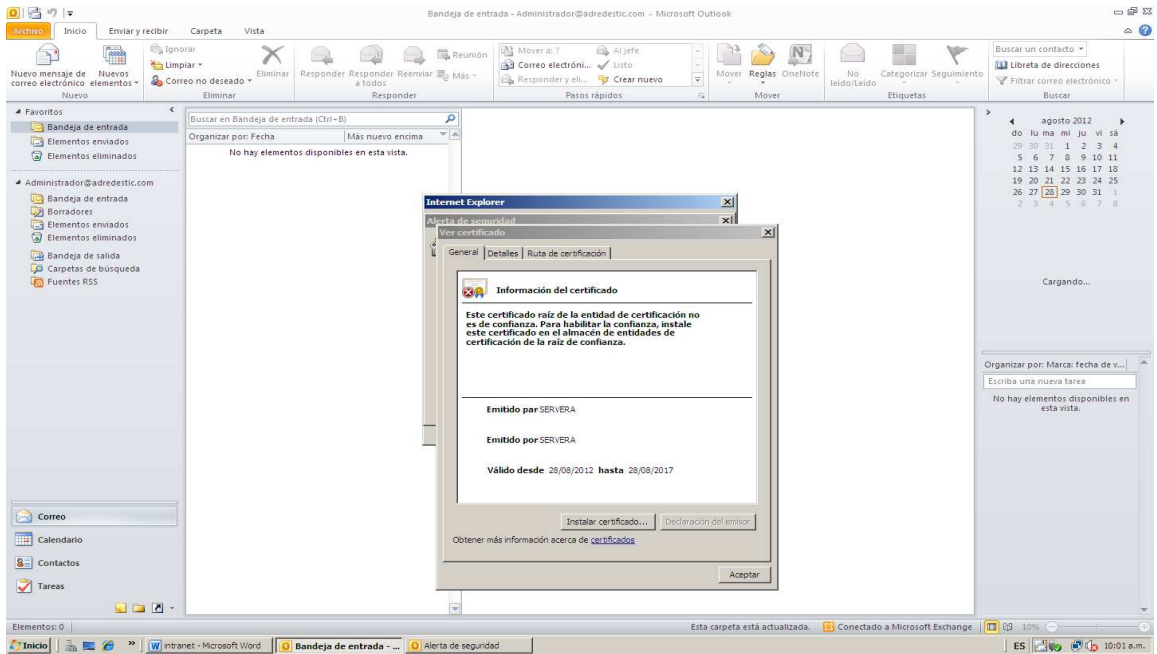 Bandeja de entrada - Administrador@adredestic.com - Microsoft Outlook
Archivo Inicio Enviar y recibir Carpeta Vista
Nuevo mensaje de correo electrónico
Nuevos elementos
Nuevo
Ignorar
Limpiar
Correo no deseado
Eliminar
Eliminar
Responder
Responder a todos
Reenviar
Reunión
Más
Responder
Mover a: ?
Correo electróni...
Responder y eli...
Al jefe
Listo
Crear nuevo
Pasos rápidos
Mover
Reglas
OneNote
Mover
No leído/Leído
Categorizar
Seguimiento
Etiquetas
Buscar un contacto
Libreta de direcciones
Filtrar correo electrónico
Buscar
Favoritos
Bandeja de entrada
Elementos enviados
Elementos eliminados
Administrador@adredestic.com
Bandeja de entrada
Borradores
Elementos enviados
Elementos eliminados
Bandeja de salida
Carpetas de búsqueda
Fuentes RSS
Correo
Calendario
Contactos
Tareas
Buscar en Bandeja de entrada (Ctrl+B)
Organizar por: Fecha Más nuevo encima
No hay elementos disponibles en esta vista.
Internet Explorer
Alerta de seguridad
Ver certificado
General Detalles Ruta de certificación
Información del certificado
Este certificado raíz de la entidad de certificación no
es de confianza. Para habilitar la confianza, instale
este certificado en el almacén de entidades de
certificación de la raíz de confianza.
Emitido para SERVERA
Emitido por SERVERA
Válido desde 28/08/2012 hasta 28/08/2017
Instalar certificado... Declaración del emisor
Obtener más información acerca de certificados
Aceptar
agosto 2012
do lu ma mi ju vi sá
29 30 31 1 2 3 4
5 6 7 8 9 10 11
12 13 14 15 16 17 18
19 20 21 22 23 24 25
26 27 28 29 30 31 1
2 3 4 5 6 7 8
Cargando...
Organizar por: Marca: fecha de v...
Escriba una nueva tarea
No hay elementos disponibles en
esta vista.
Elementos: 0
Esta carpeta está actualizada. Conectado a Microsoft Exchange 10%
Inicio intranet - Microsoft Word Bandeja de entrada - ... Alerta de seguridad ES 10:01 a.m.